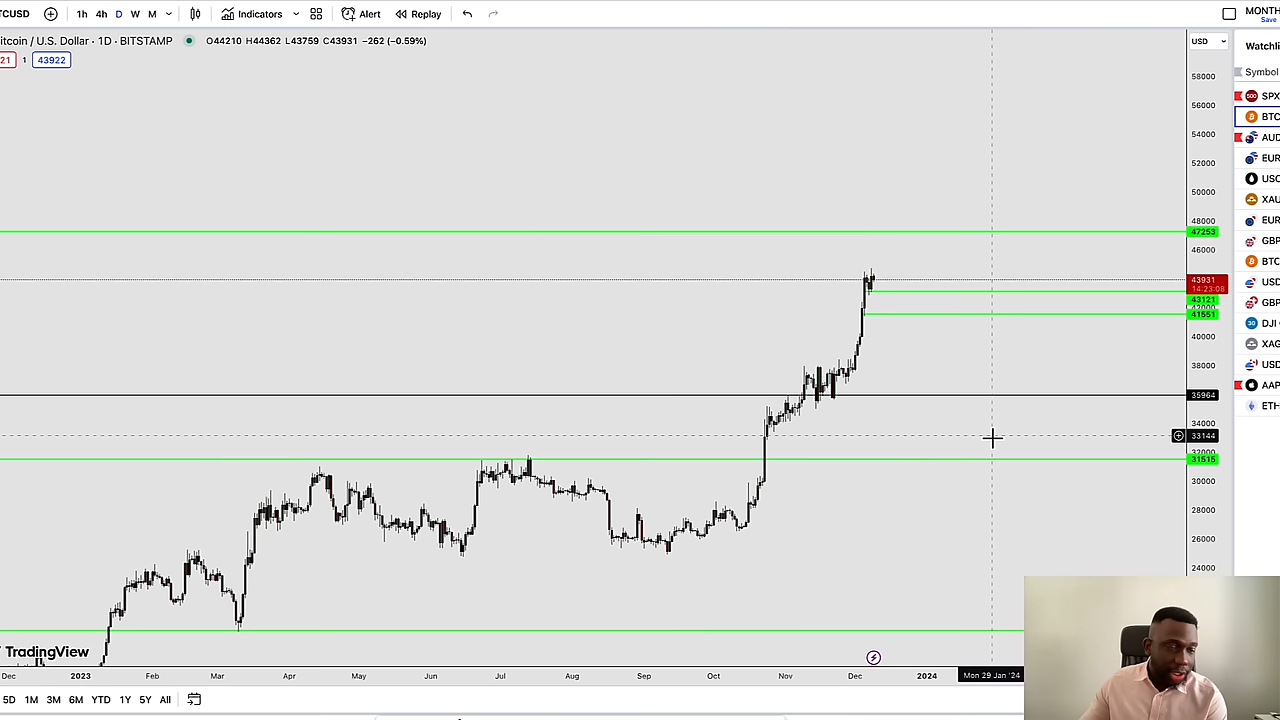 TCUSD 1h 4h D W M Indicators Alert Replay MONTH
Save
itcoin / U.S. Dollar · 1D · BITSTAMP O44210 H44362 L43759 C43931 −262 (−0.59%) USD
Watchli
21 1 43922
Symbol
58000
SPX
56000
BTC
54000
AUD
EUR
52000
USO
50000
XAU
48000
EUR
47253
GBP
46000
BTC
43931
14:23:08
USD
43121
GBP
41551
DJI
40000
XAG
38000
USD
AAP
35964
ETH
34000
33144
32000
31515
30000
28000
26000
24000
TradingView
Dec 2023 Feb Mar Apr May Jun Jul Aug Sep Oct Nov Dec 2024 Mon 29 Jan '24
5D 1M 3M 6M YTD 1Y 5Y All